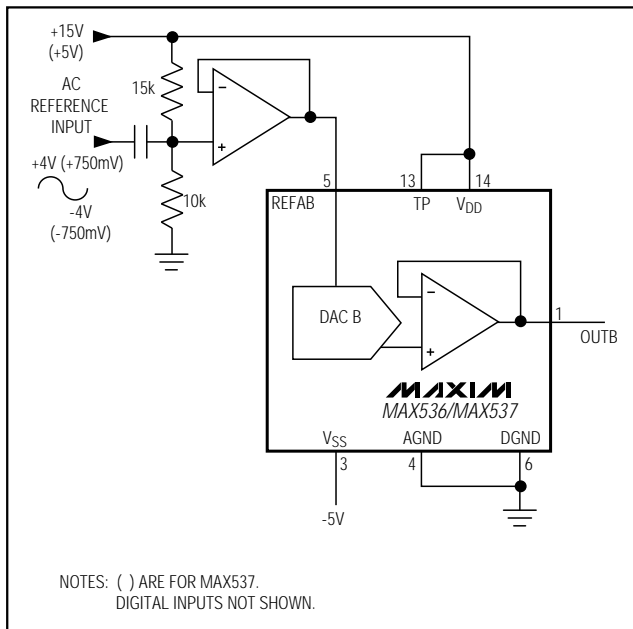 +15V
(+5V)
AC
REFERENCE
INPUT
15k
-
+
+4V (+750mV)
-4V
(-750mV)
10k
5
13
14
REFAB
TP
VDD
DAC B
-
+
1
OUTB
MAXIM
MAX536/MAX537
VSS
AGND
DGND
3
4
6
-5V
NOTES: ( ) ARE FOR MAX537.
DIGITAL INPUTS NOT SHOWN.